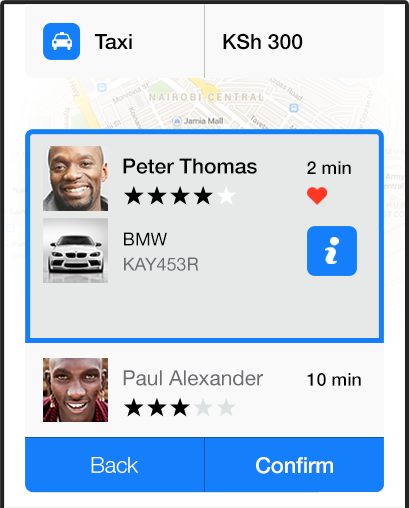 Taxi
KSh 300
NAIROBI CENTRAL
Jamia Mall
Peter Thomas
2 min
BMW
KAY453R
i
Paul Alexander
10 min
Back
Confirm